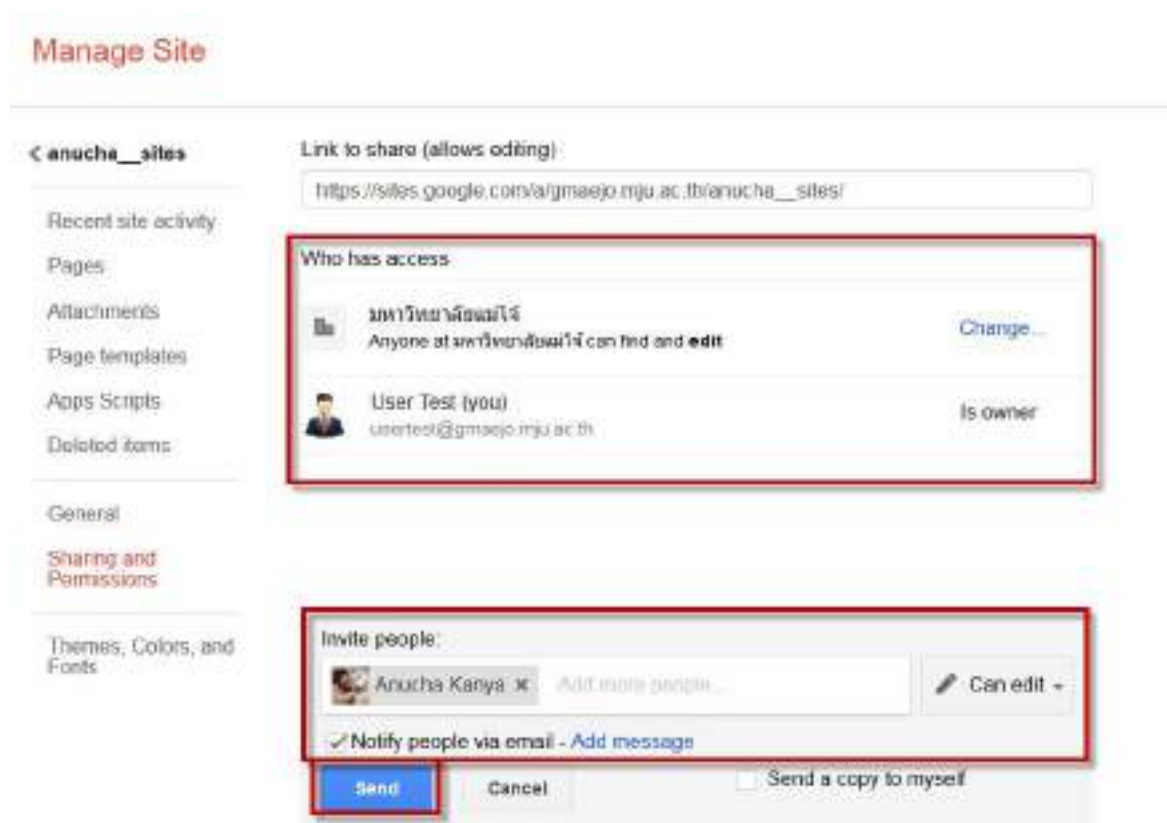 Manage Site
anucha__sites
Link to share (allows editing)
https://sites.google.com/a/gmaejo.mju.ac.th/anucha__sites/
Recent site activity
Pages
Attachments
Page templates
Apps Scripts
Deleted items
General
Sharing and
Permissions
Themes, Colors, and
Fonts
Who has access
มหาวิทยาลัยแม่โจ้
Anyone at มหาวิทยาลัยแม่โจ้ can find and edit
Change...
User Test (you)
usertest@gmaejo.mju.ac.th
Is owner
Invite people:
Anucha Kanya × Add more people...
Can edit
Notify people via email - Add message
Send
Cancel
Send a copy to myself